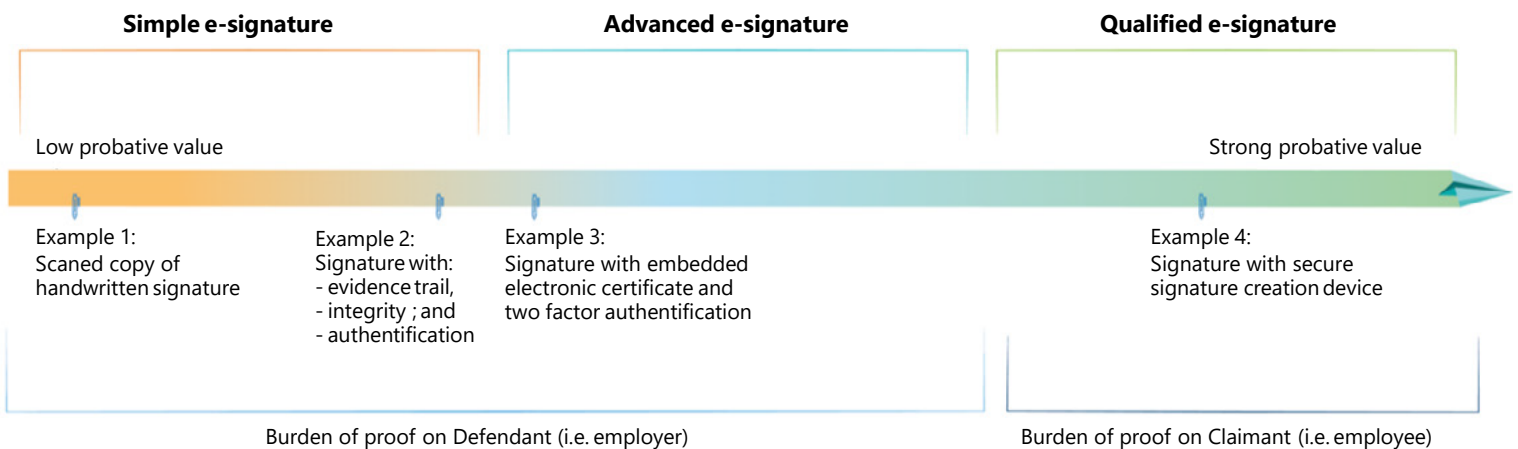 Simple e-signature
Advanced e-signature
Qualified e-signature
Low probative value
Strong probative value
Example 1:
Scaned copy of
handwritten signature
Example 2:
Signature with:
- evidence trail,
- integrity ; and
- authentification
Example 3:
Signature with embedded
electronic certificate and
two factor authentification
Example 4:
Signature with secure
signature creation device
Burden of proof on Defendant (i.e. employer)
Burden of proof on Claimant (i.e. employee)